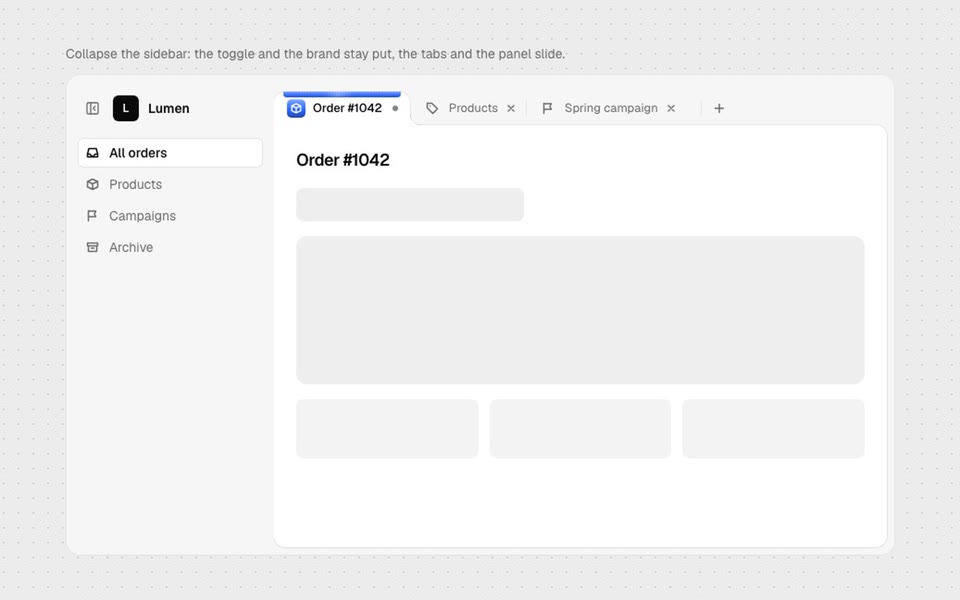 Collapse the sidebar: the toggle and the brand stay put, the tabs and the panel slide.
L Lumen
Order #1042
Products
Spring campaign
All orders
Products
Campaigns
Archive
Order #1042